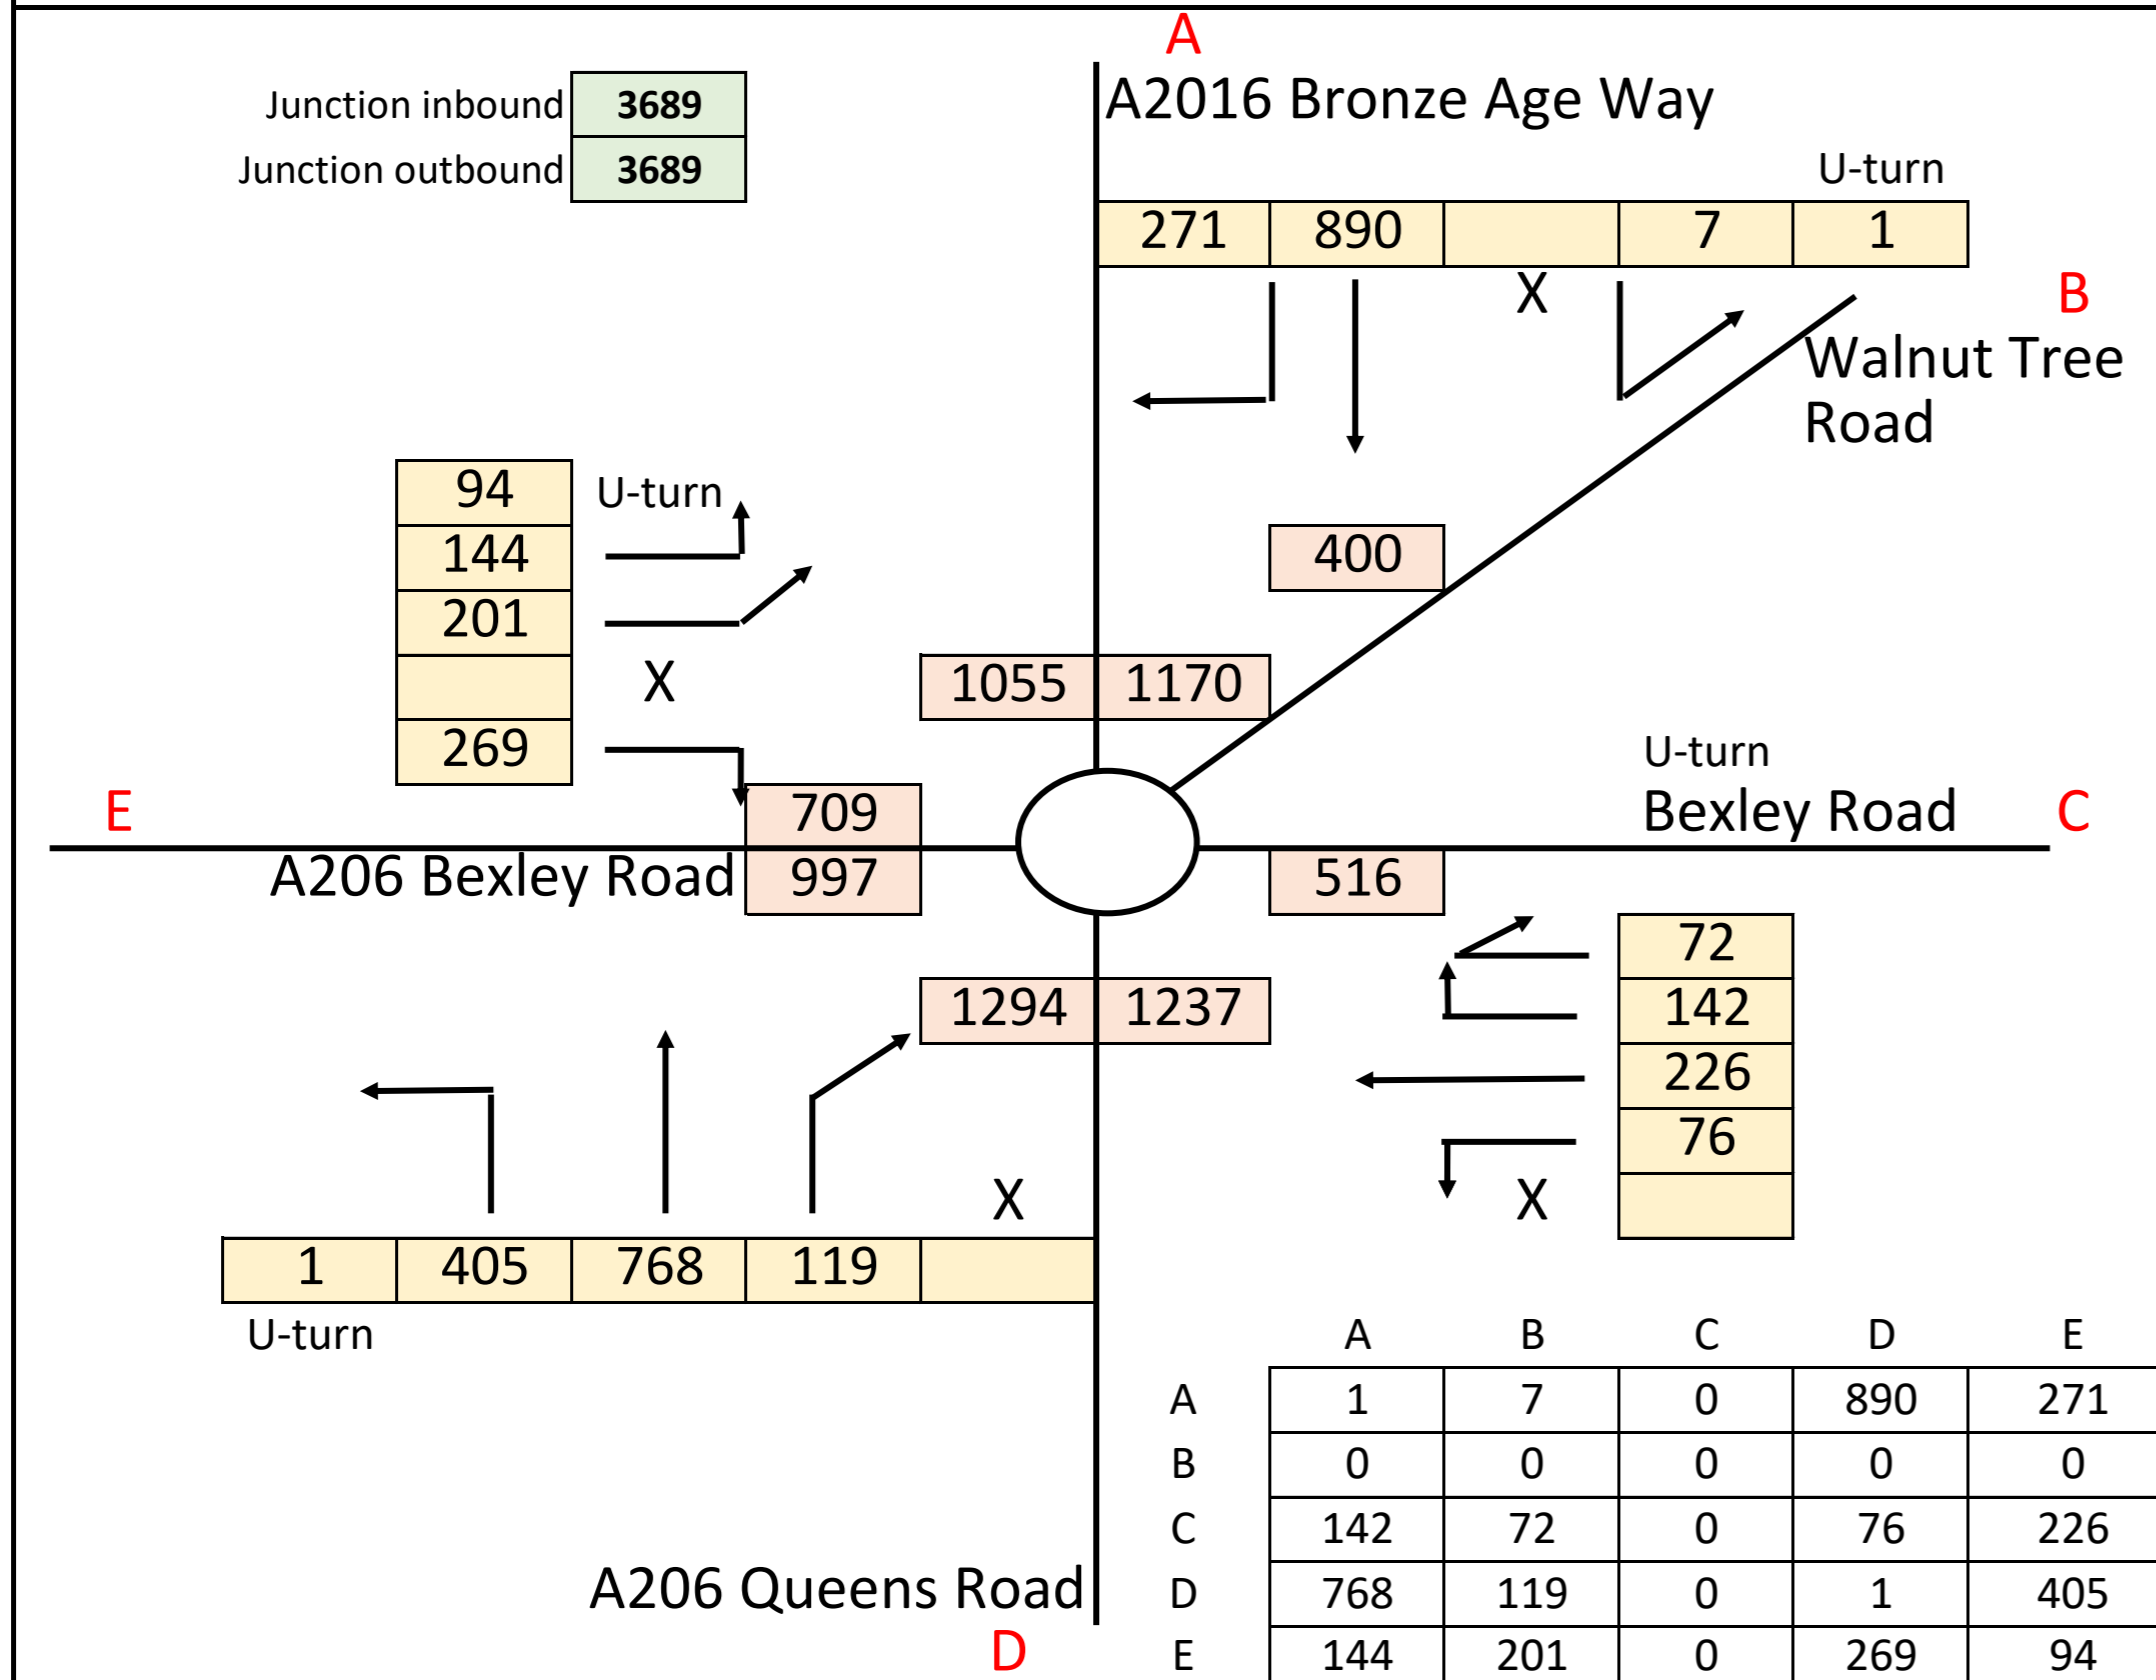 A
A2016 Bronze Age Way
Junction inbound 3689
Junction outbound 3689
U-turn
271 890 7 1
X
B
Walnut Tree
Road
94 U-turn
144
201
X
269
400
1055 1170
U-turn
Bexley Road C
E
709
A206 Bexley Road 997
516
72
142
226
76
X
1294 1237
X
1 405 768 119
U-turn
A B C D E
A 1 7 0 890 271
B 0 0 0 0 0
C 142 72 0 76 226
D 768 119 0 1 405
E 144 201 0 269 94
A206 Queens Road
D